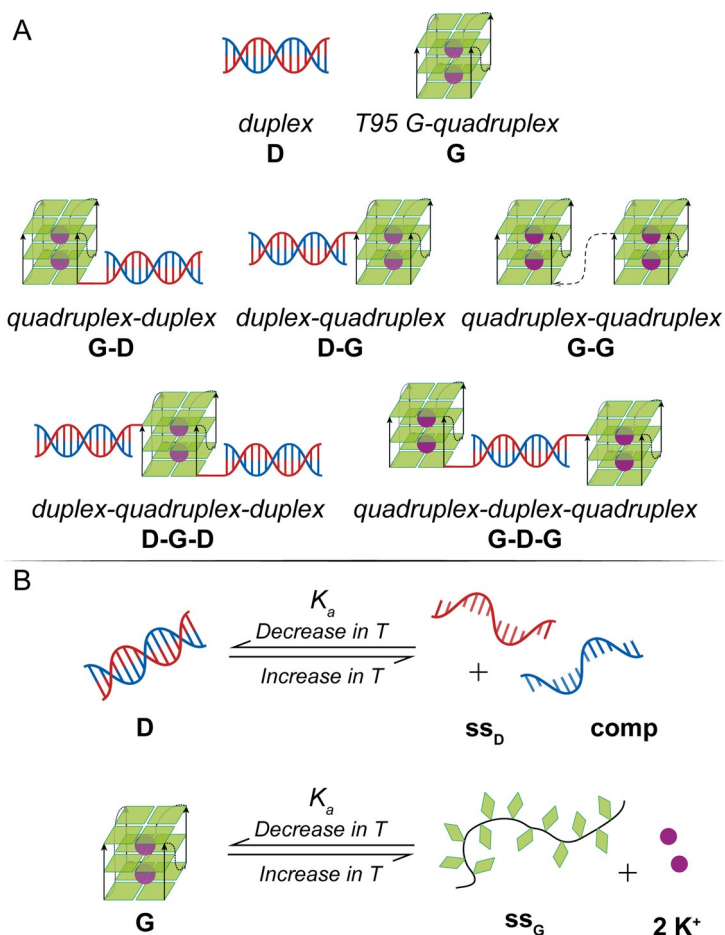 A
duplex
D
T95 G-quadruplex
G
quadruplex-duplex
G-D
duplex-quadruplex
D-G
quadruplex-quadruplex
G-G
duplex-quadruplex-duplex
D-G-D
quadruplex-duplex-quadruplex
G-D-G
B
Ka
Decrease in T
Increase in T
+
D
ssD
comp
Ka
Decrease in T
Increase in T
+
G
ssG
2 K⁺